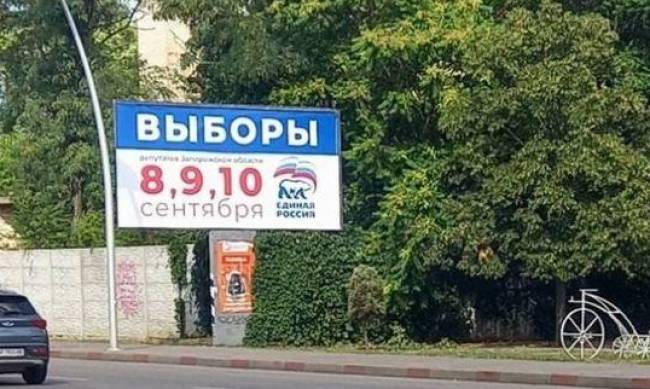 ВЫБОРЫ
депутатов Запорожской области
8,9,10
сентября
ЕДИНАЯ
РОССИЯ